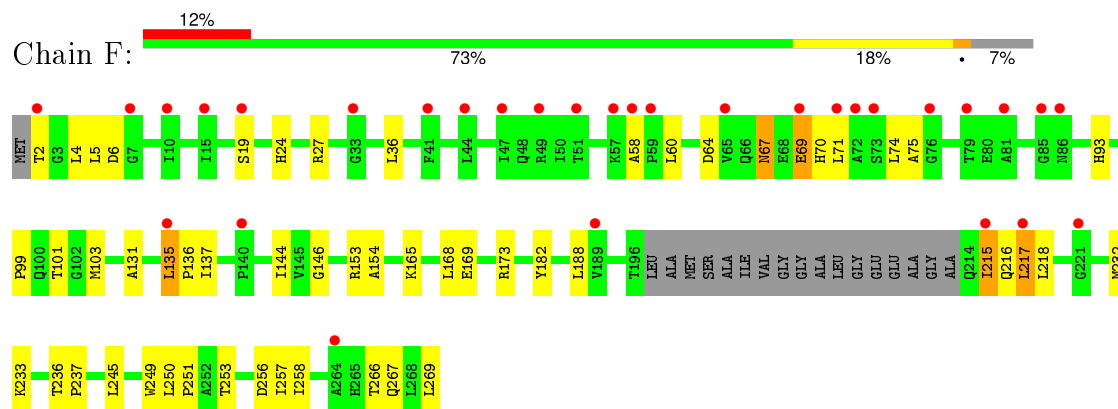 12%
Chain F:
73% 18% • 7%
MET T2 G3 L4 L5 D6 G7 I10 I15 S19 H24 R27 G33 L36 F41 L44 I47 Q48 R49 I50 T51 K57 A58 P59 L60 D64 V65 Q66 N67 E68 E69 H70 L71 A72 S73 L74 A75 G76 T79 E80 A81 G85 N86 H93
P99 Q100 T101 G102 M103 A131 L135 P136 I137 P140 I144 V145 G146 R153 A154 K165 L168 E169 R173 Y182 L188 V189 T196 LEU ALA MET SER ALA ILE VAL GLY GLY ALA LEU GLY GLU GLU ALA GLY ALA Q214 I215 Q216 L217 L218 G221 M232
K233 T236 P237 L245 W249 L250 P251 A252 T253 D256 I257 I258 A264 H265 T266 Q267 L268 L269